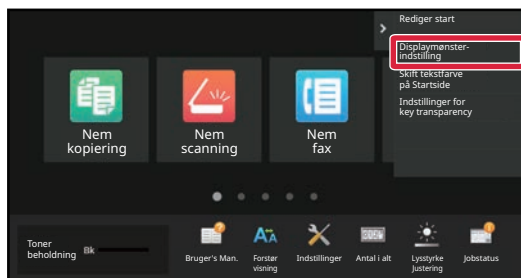 Rediger start
Displaymønster-
indstilling
Skift tekstfarve
på Startside
Indstillinger for
key transparency
Nem
kopiering
Nem
scanning
Nem
fax
Toner
beholdning
Bk
Bruger's Man.
Forstør
visning
Indstillinger
Antal i alt
Lysstyrke
Justering
Jobstatus